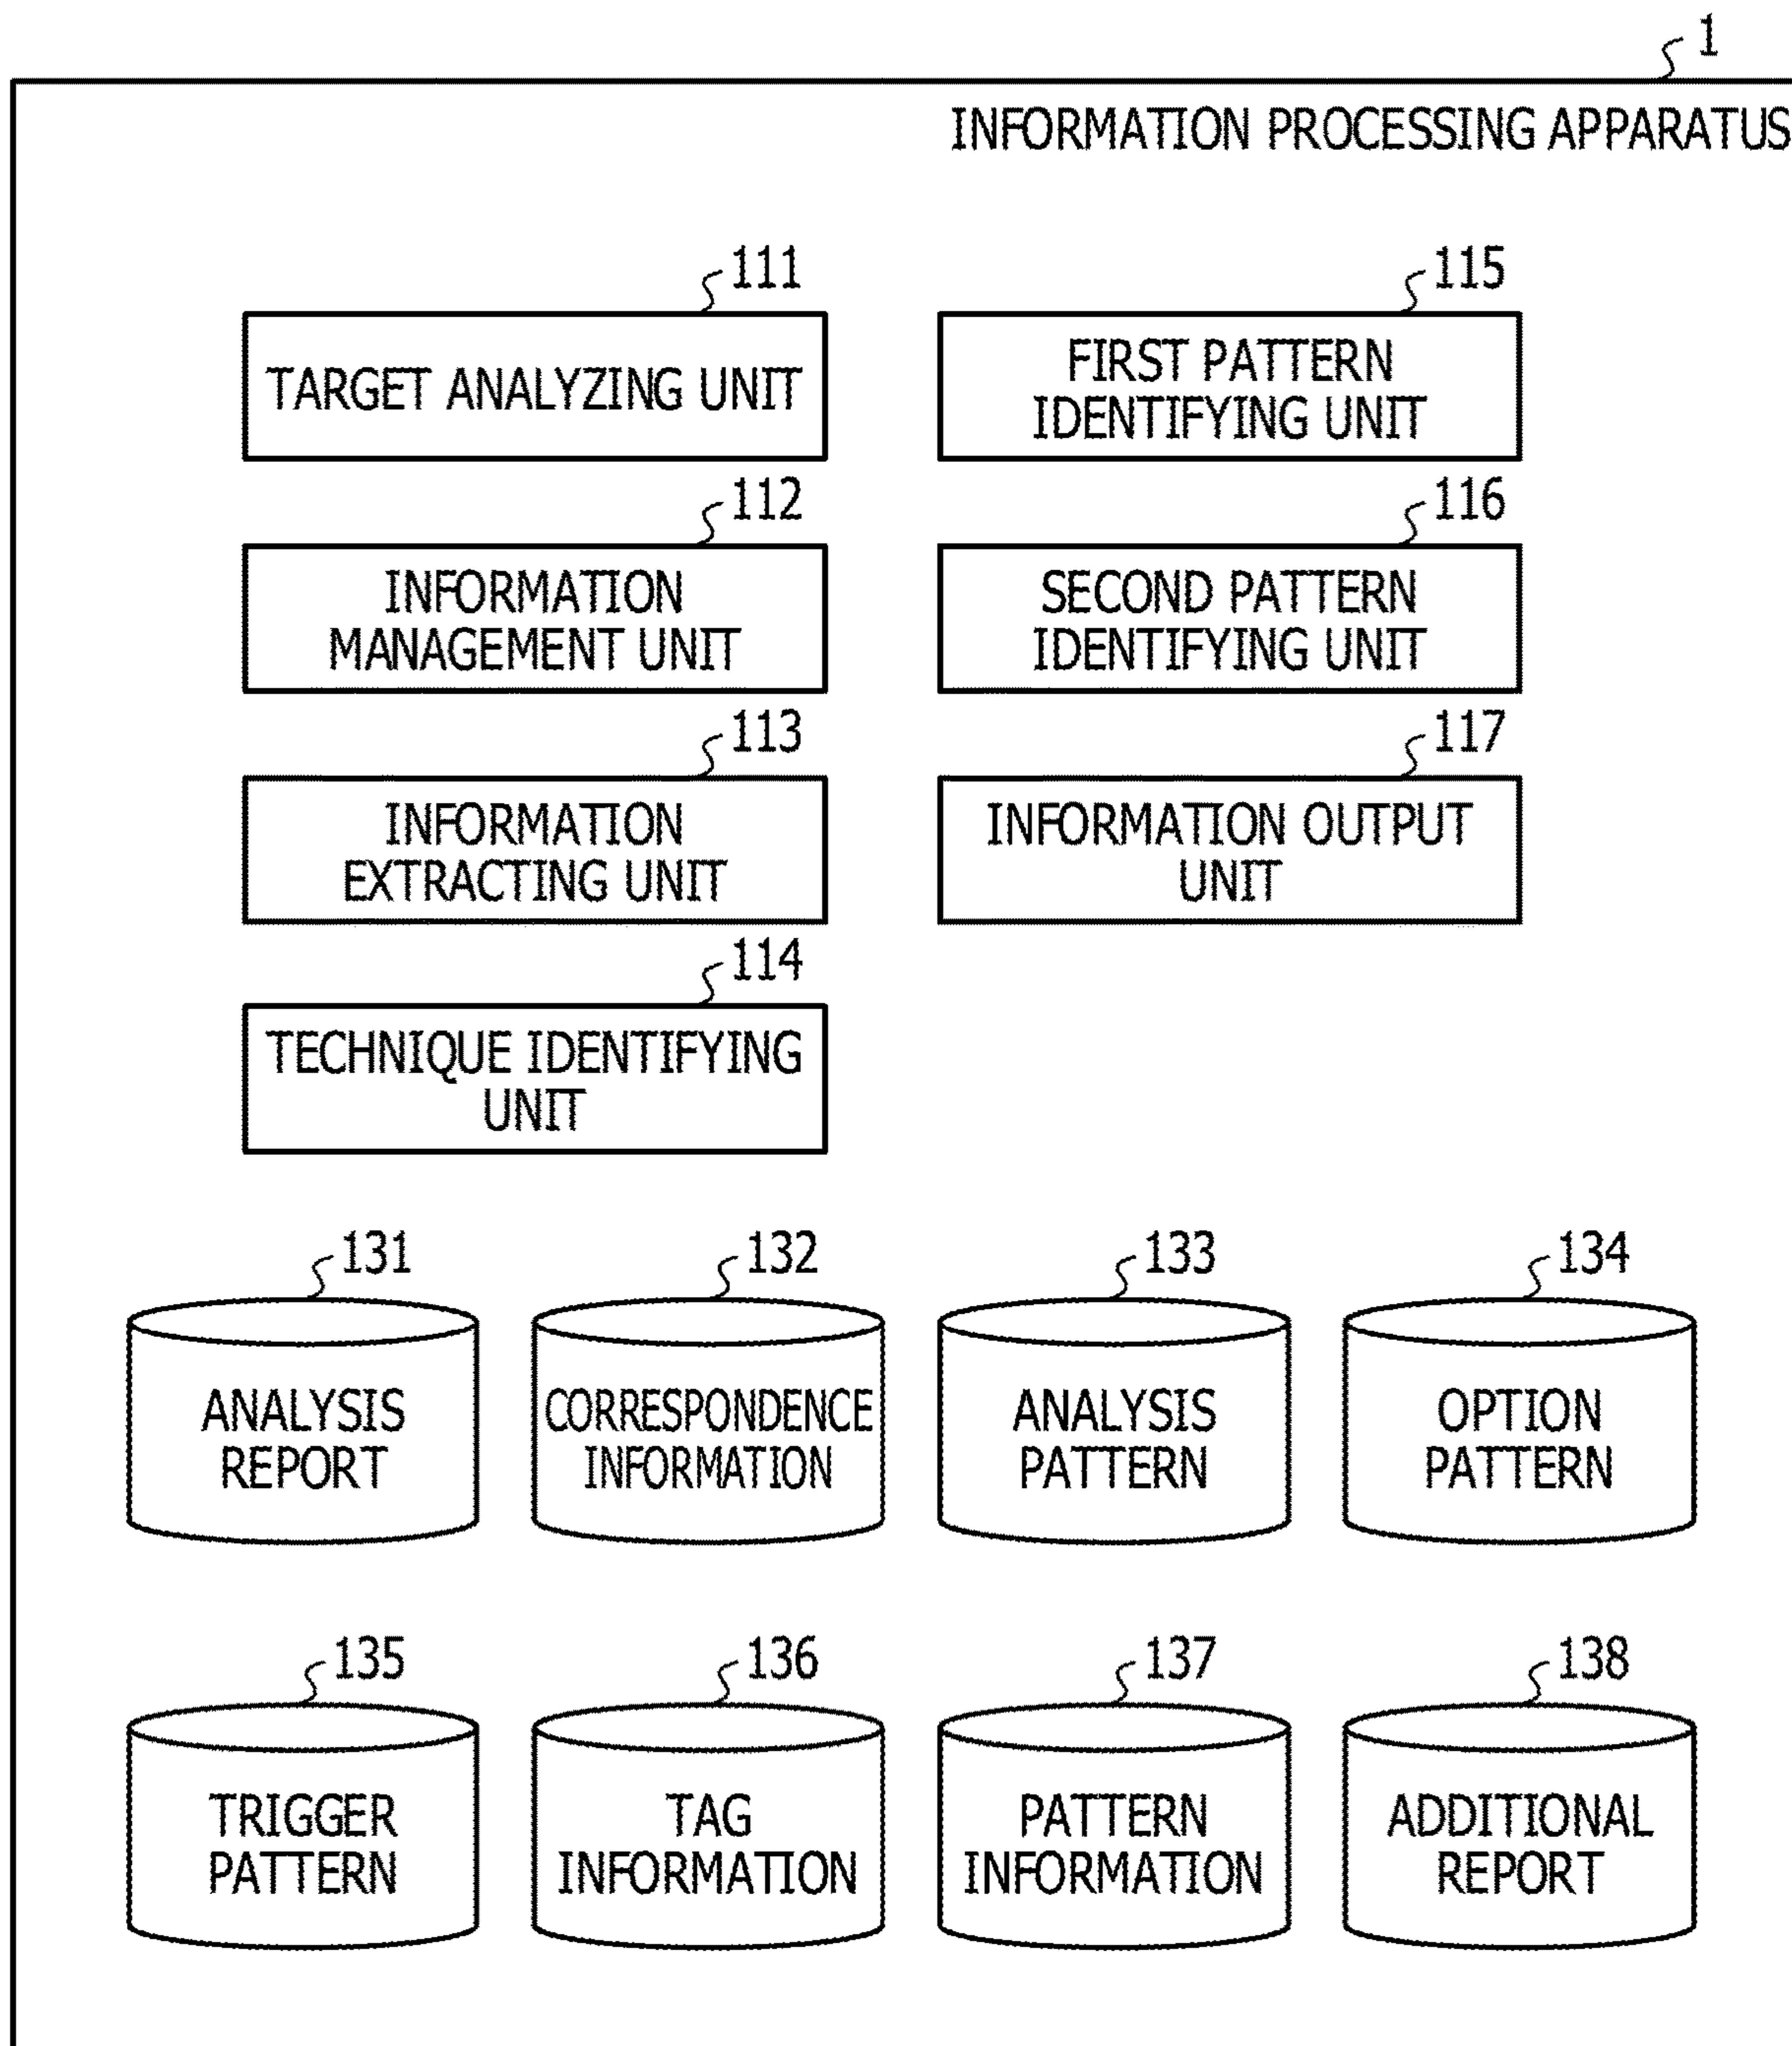 1
INFORMATION PROCESSING APPARATUS
111
TARGET ANALYZING UNIT
115
FIRST PATTERN
IDENTIFYING UNIT
112
INFORMATION
MANAGEMENT UNIT
116
SECOND PATTERN
IDENTIFYING UNIT
113
INFORMATION
EXTRACTING UNIT
117
INFORMATION OUTPUT
UNIT
114
TECHNIQUE IDENTIFYING
UNIT
131
ANALYSIS
REPORT
132
CORRESPONDENCE
INFORMATION
133
ANALYSIS
PATTERN
134
OPTION
PATTERN
135
TRIGGER
PATTERN
136
TAG
INFORMATION
137
PATTERN
INFORMATION
138
ADDITIONAL
REPORT